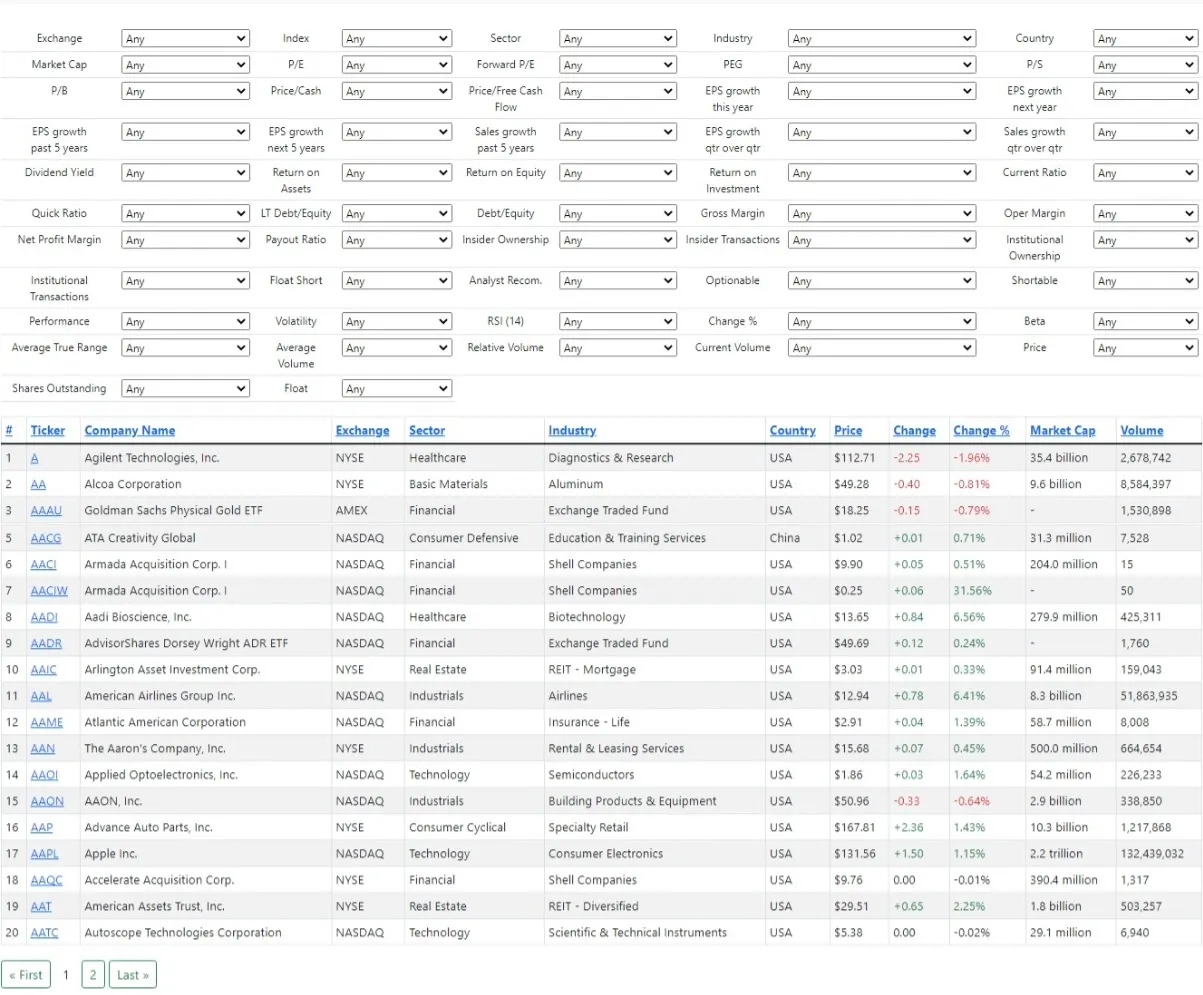 Exchange Any Index Any Sector Any Industry Any Country Any
Market Cap Any P/E Any Forward P/E Any PEG Any P/S Any
P/B Any Price/Cash Any Price/Free Cash Flow Any EPS growth this year Any EPS growth next year Any
EPS growth past 5 years Any EPS growth next 5 years Any Sales growth past 5 years Any EPS growth qtr over qtr Any Sales growth qtr over qtr Any
Dividend Yield Any Return on Assets Any Return on Equity Any Return on Investment Any Current Ratio Any
Quick Ratio Any LT Debt/Equity Any Debt/Equity Any Gross Margin Any Oper Margin Any
Net Profit Margin Any Payout Ratio Any Insider Ownership Any Insider Transactions Any Institutional Ownership Any
Institutional Transactions Any Float Short Any Analyst Recom. Any Optionable Any Shortable Any
Performance Any Volatility Any RSI (14) Any Change % Any Beta Any
Average True Range Any Average Volume Any Relative Volume Any Current Volume Any Price Any
Shares Outstanding Any Float Any
# Ticker Company Name Exchange Sector Industry Country Price Change Change % Market Cap Volume
1 A Agilent Technologies, Inc. NYSE Healthcare Diagnostics & Research USA $112.71 -2.25 -1.96% 35.4 billion 2,678,742
2 AA Alcoa Corporation NYSE Basic Materials Aluminum USA $49.28 -0.40 -0.81% 9.6 billion 8,584,397
3 AAAU Goldman Sachs Physical Gold ETF AMEX Financial Exchange Traded Fund USA $18.25 -0.15 -0.79% - 1,530,898
5 AACG ATA Creativity Global NASDAQ Consumer Defensive Education & Training Services China $1.02 +0.01 0.71% 31.3 million 7,528
6 AACI Armada Acquisition Corp. I NASDAQ Financial Shell Companies USA $9.90 +0.05 0.51% 204.0 million 15
7 AACIW Armada Acquisition Corp. I NASDAQ Financial Shell Companies USA $0.25 +0.06 31.56% - 50
8 AADI Aadi Bioscience, Inc. NASDAQ Healthcare Biotechnology USA $13.65 +0.84 6.56% 279.9 million 425,311
9 AADR AdvisorShares Dorsey Wright ADR ETF NASDAQ Financial Exchange Traded Fund USA $49.69 +0.12 0.24% - 1,760
10 AAIC Arlington Asset Investment Corp. NYSE Real Estate REIT - Mortgage USA $3.03 +0.01 0.33% 91.4 million 159,043
11 AAL American Airlines Group Inc. NASDAQ Industrials Airlines USA $12.94 +0.78 6.41% 8.3 billion 51,863,935
12 AAME Atlantic American Corporation NASDAQ Financial Insurance - Life USA $2.91 +0.04 1.39% 58.7 million 8,008
13 AAN The Aaron's Company, Inc. NYSE Industrials Rental & Leasing Services USA $15.68 +0.07 0.45% 500.0 million 664,654
14 AAOI Applied Optoelectronics, Inc. NASDAQ Technology Semiconductors USA $1.86 +0.03 1.64% 54.2 million 226,233
15 AAON AAON, Inc. NASDAQ Industrials Building Products & Equipment USA $50.96 -0.33 -0.64% 2.9 billion 338,850
16 AAP Advance Auto Parts, Inc. NYSE Consumer Cyclical Specialty Retail USA $167.81 +2.36 1.43% 10.3 billion 1,217,868
17 AAPL Apple Inc. NASDAQ Technology Consumer Electronics USA $131.56 +1.50 1.15% 2.2 trillion 132,439,032
18 AAQC Accelerate Acquisition Corp. NYSE Financial Shell Companies USA $9.76 0.00 -0.01% 390.4 million 1,317
19 AAT American Assets Trust, Inc. NYSE Real Estate REIT - Diversified USA $29.51 +0.65 2.25% 1.8 billion 503,257
20 AATC Autoscope Technologies Corporation NASDAQ Technology Scientific & Technical Instruments USA $5.38 0.00 -0.02% 29.1 million 6,940
« First 1 2 Last »